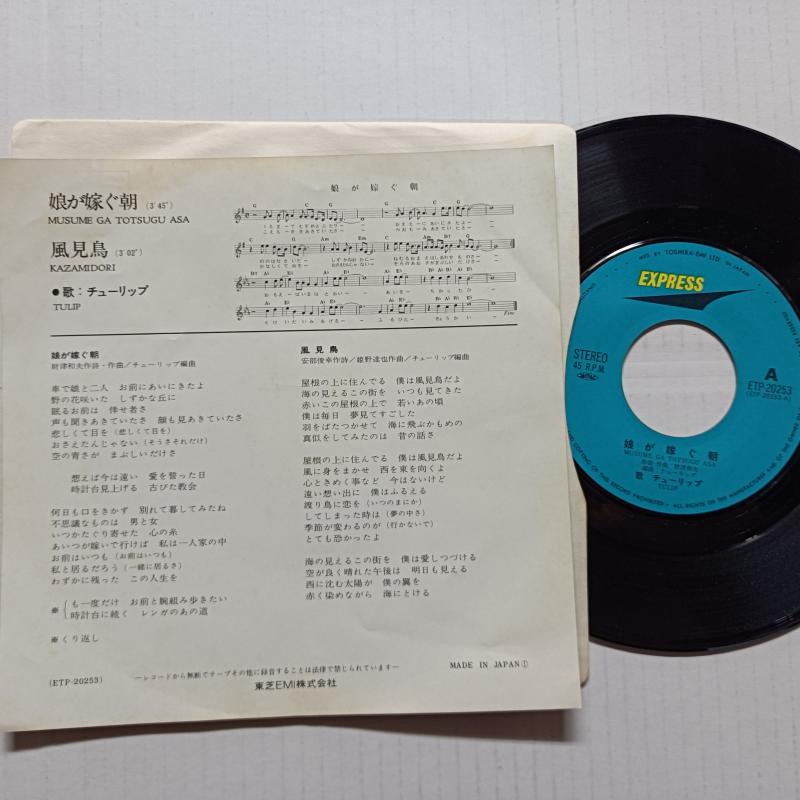 娘が嫁ぐ朝 (3'45")
MUSUME GA TOTSUGU ASA
風見鳥 (3'02")
KAZAMIDORI
●歌：チューリップ
TULIP
娘が嫁ぐ朝
娘が嫁ぐ朝
財津和夫作詩・作曲／チューリップ編曲
車で娘と二人　お前にあいにきたよ
野の花咲いた　しずかな丘に
眠るお前は　倖せ者さ
声も聞きあきていたさ　顔も見あきていたさ
悲しくて目を（悲しくて目を）
おさえたんじゃない（そうさそれだけ）
空の青さが　まぶしいだけさ
想えば今は遠い　愛を誓った日
時計台見上げる　古びた教会
何日も口をきかず　別れて暮してみたね
不思議なものは　男と女
いつかたぐり寄せた　心の糸
あいつが嫁いで行けば　私は一人家の中
お前はいつも（お前はいつも）
私と居るだろう（一緒に居るさ）
わずかに残った　この人生を
※ も一度だけ　お前と腕組み歩きたい
時計台に続く　レンガのあの道
※くり返し
風見鳥
安部俊幸作詩／姫野達也作曲／チューリップ編曲
屋根の上に住んでる　僕は風見鳥だよ
海の見えるこの街を　いつも見てきた
赤いこの屋根の上で　若いあの頃
僕は毎日　夢見てすごした
羽をばたつかせて　海に飛ぶかもめの
真似をしてみたのは　昔の話さ
屋根の上に住んでる　僕は風見鳥だよ
風に身をまかせ　西を東を向くよ
心ときめく事など　今はないけど
遠い想い出に　僕はふるえる
渡り鳥に恋を（いつのまにか）
してしまった時は（夢の中さ）
季節が変わるのが（行かないで）
とても恐かったよ
海の見えるこの街を　僕は愛しつづける
空が良く晴れた午後は　明日も見える
西に沈む太陽が　僕の翼を
赤く染めながら　海にとける
(ETP-20253)
—レコードから無断でテープその他に録音することは法律で禁じられています—
東芝EMI株式会社
MADE IN JAPAN①
MFD. BY TOSHIBA-EMI LTD. IN JAPAN
EXPRESS
STEREO
45 R.P.M.
A
ETP-20253
(ETP-20253-A)
娘が嫁ぐ朝
MUSUME GA TOTSUGU ASA
歌 チューリップ
TULIP